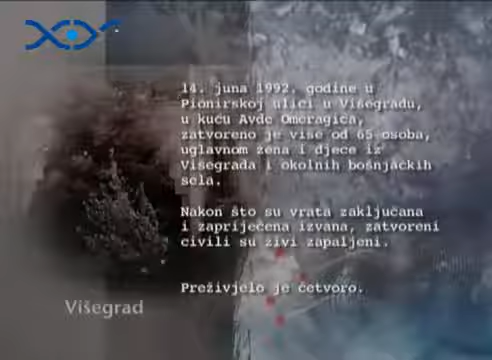 14. juna 1992. godine u
Pionirskoj ulici u Višegradu,
u kuću Avde Omeragića,
zatvoreno je više od 65 osoba,
uglavnom žena i djece iz
Višegrada i okolnih bošnjačkih
sela.
Nakon što su vrata zaključana
i zapriječena izvana, zatvoreni
civili su živi zapaljeni.
Preživjelo je četvoro.
Višegrad